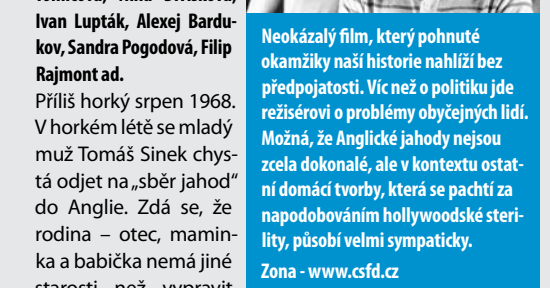 Ivan Lupták, Alexej Bardu-
kov, Sandra Pogodová, Filip
Rajmont ad.
Příliš horký srpen 1968.
V horkém létě se mladý
muž Tomáš Sinek chys-
tá odjet na „sběr jahod“
do Anglie. Zdá se, že
rodina – otec, mamin-
ka a babička nemá jiné
starosti než vypravit
Neokázalý film, který pohnuté
okamžiky naší historie nahlíží bez
předpojatosti. Víc než o politiku jde
režisérovi o problémy obyčejných lidí.
Možná, že Anglické jahody nejsou
zcela dokonalé, ale v kontextu ostat-
ní domácí tvorby, která se pachtí za
napodobováním hollywoodské steri-
lity, působí velmi sympaticky.
Zona - www.csfd.cz